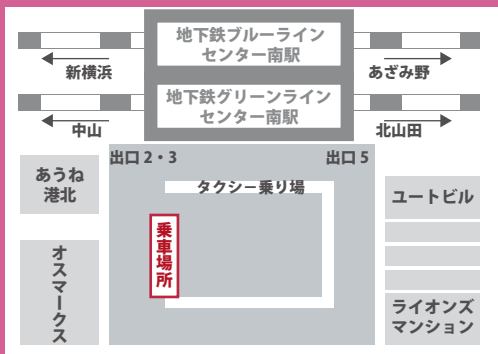 地下鉄ブルーライン
センター南駅
新横浜
あざみ野
地下鉄グリーンライン
センター南駅
中山
北山田
出口 2・3
出口 5
あうね
港北
タクシー乗り場
ユートビル
乗車場所
オスマークス
ライオンズ
マンション